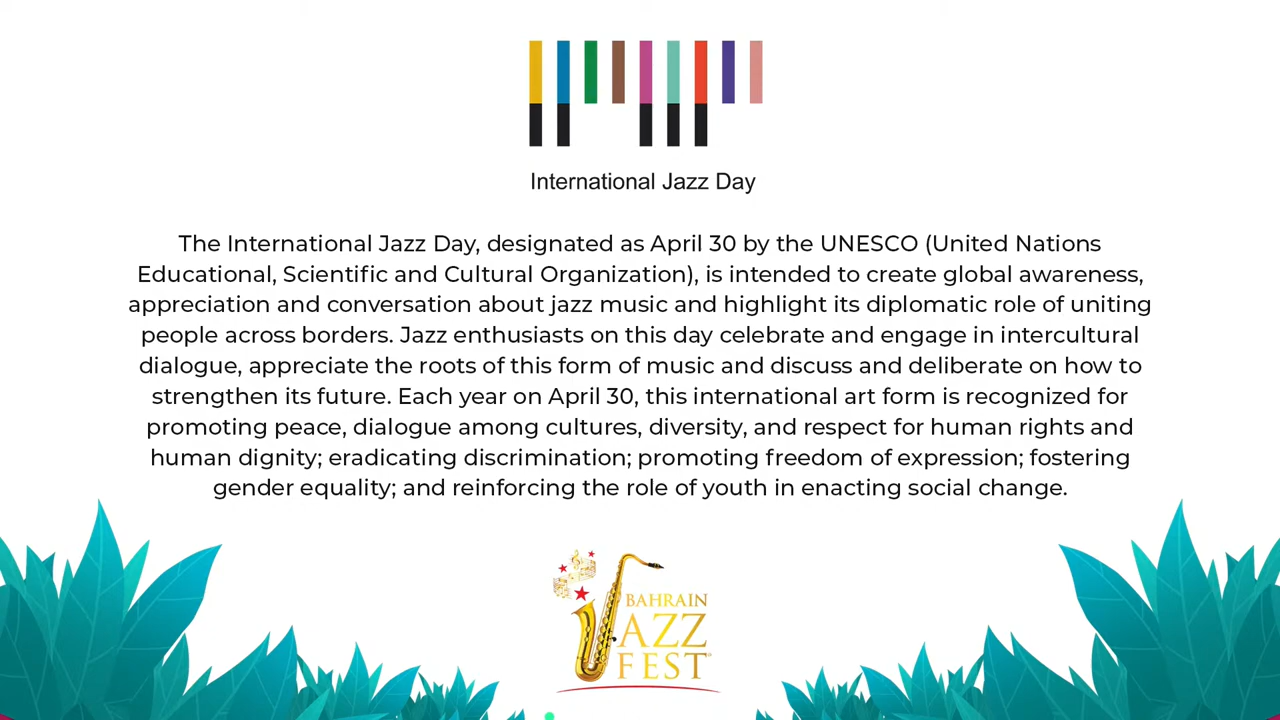 International Jazz Day
The International Jazz Day, designated as April 30 by the UNESCO (United Nations
Educational, Scientific and Cultural Organization), is intended to create global awareness,
appreciation and conversation about jazz music and highlight its diplomatic role of uniting
people across borders. Jazz enthusiasts on this day celebrate and engage in intercultural
dialogue, appreciate the roots of this form of music and discuss and deliberate on how to
strengthen its future. Each year on April 30, this international art form is recognized for
promoting peace, dialogue among cultures, diversity, and respect for human rights and
human dignity; eradicating discrimination; promoting freedom of expression; fostering
gender equality; and reinforcing the role of youth in enacting social change.
BAHRAIN
JAZZ
FEST